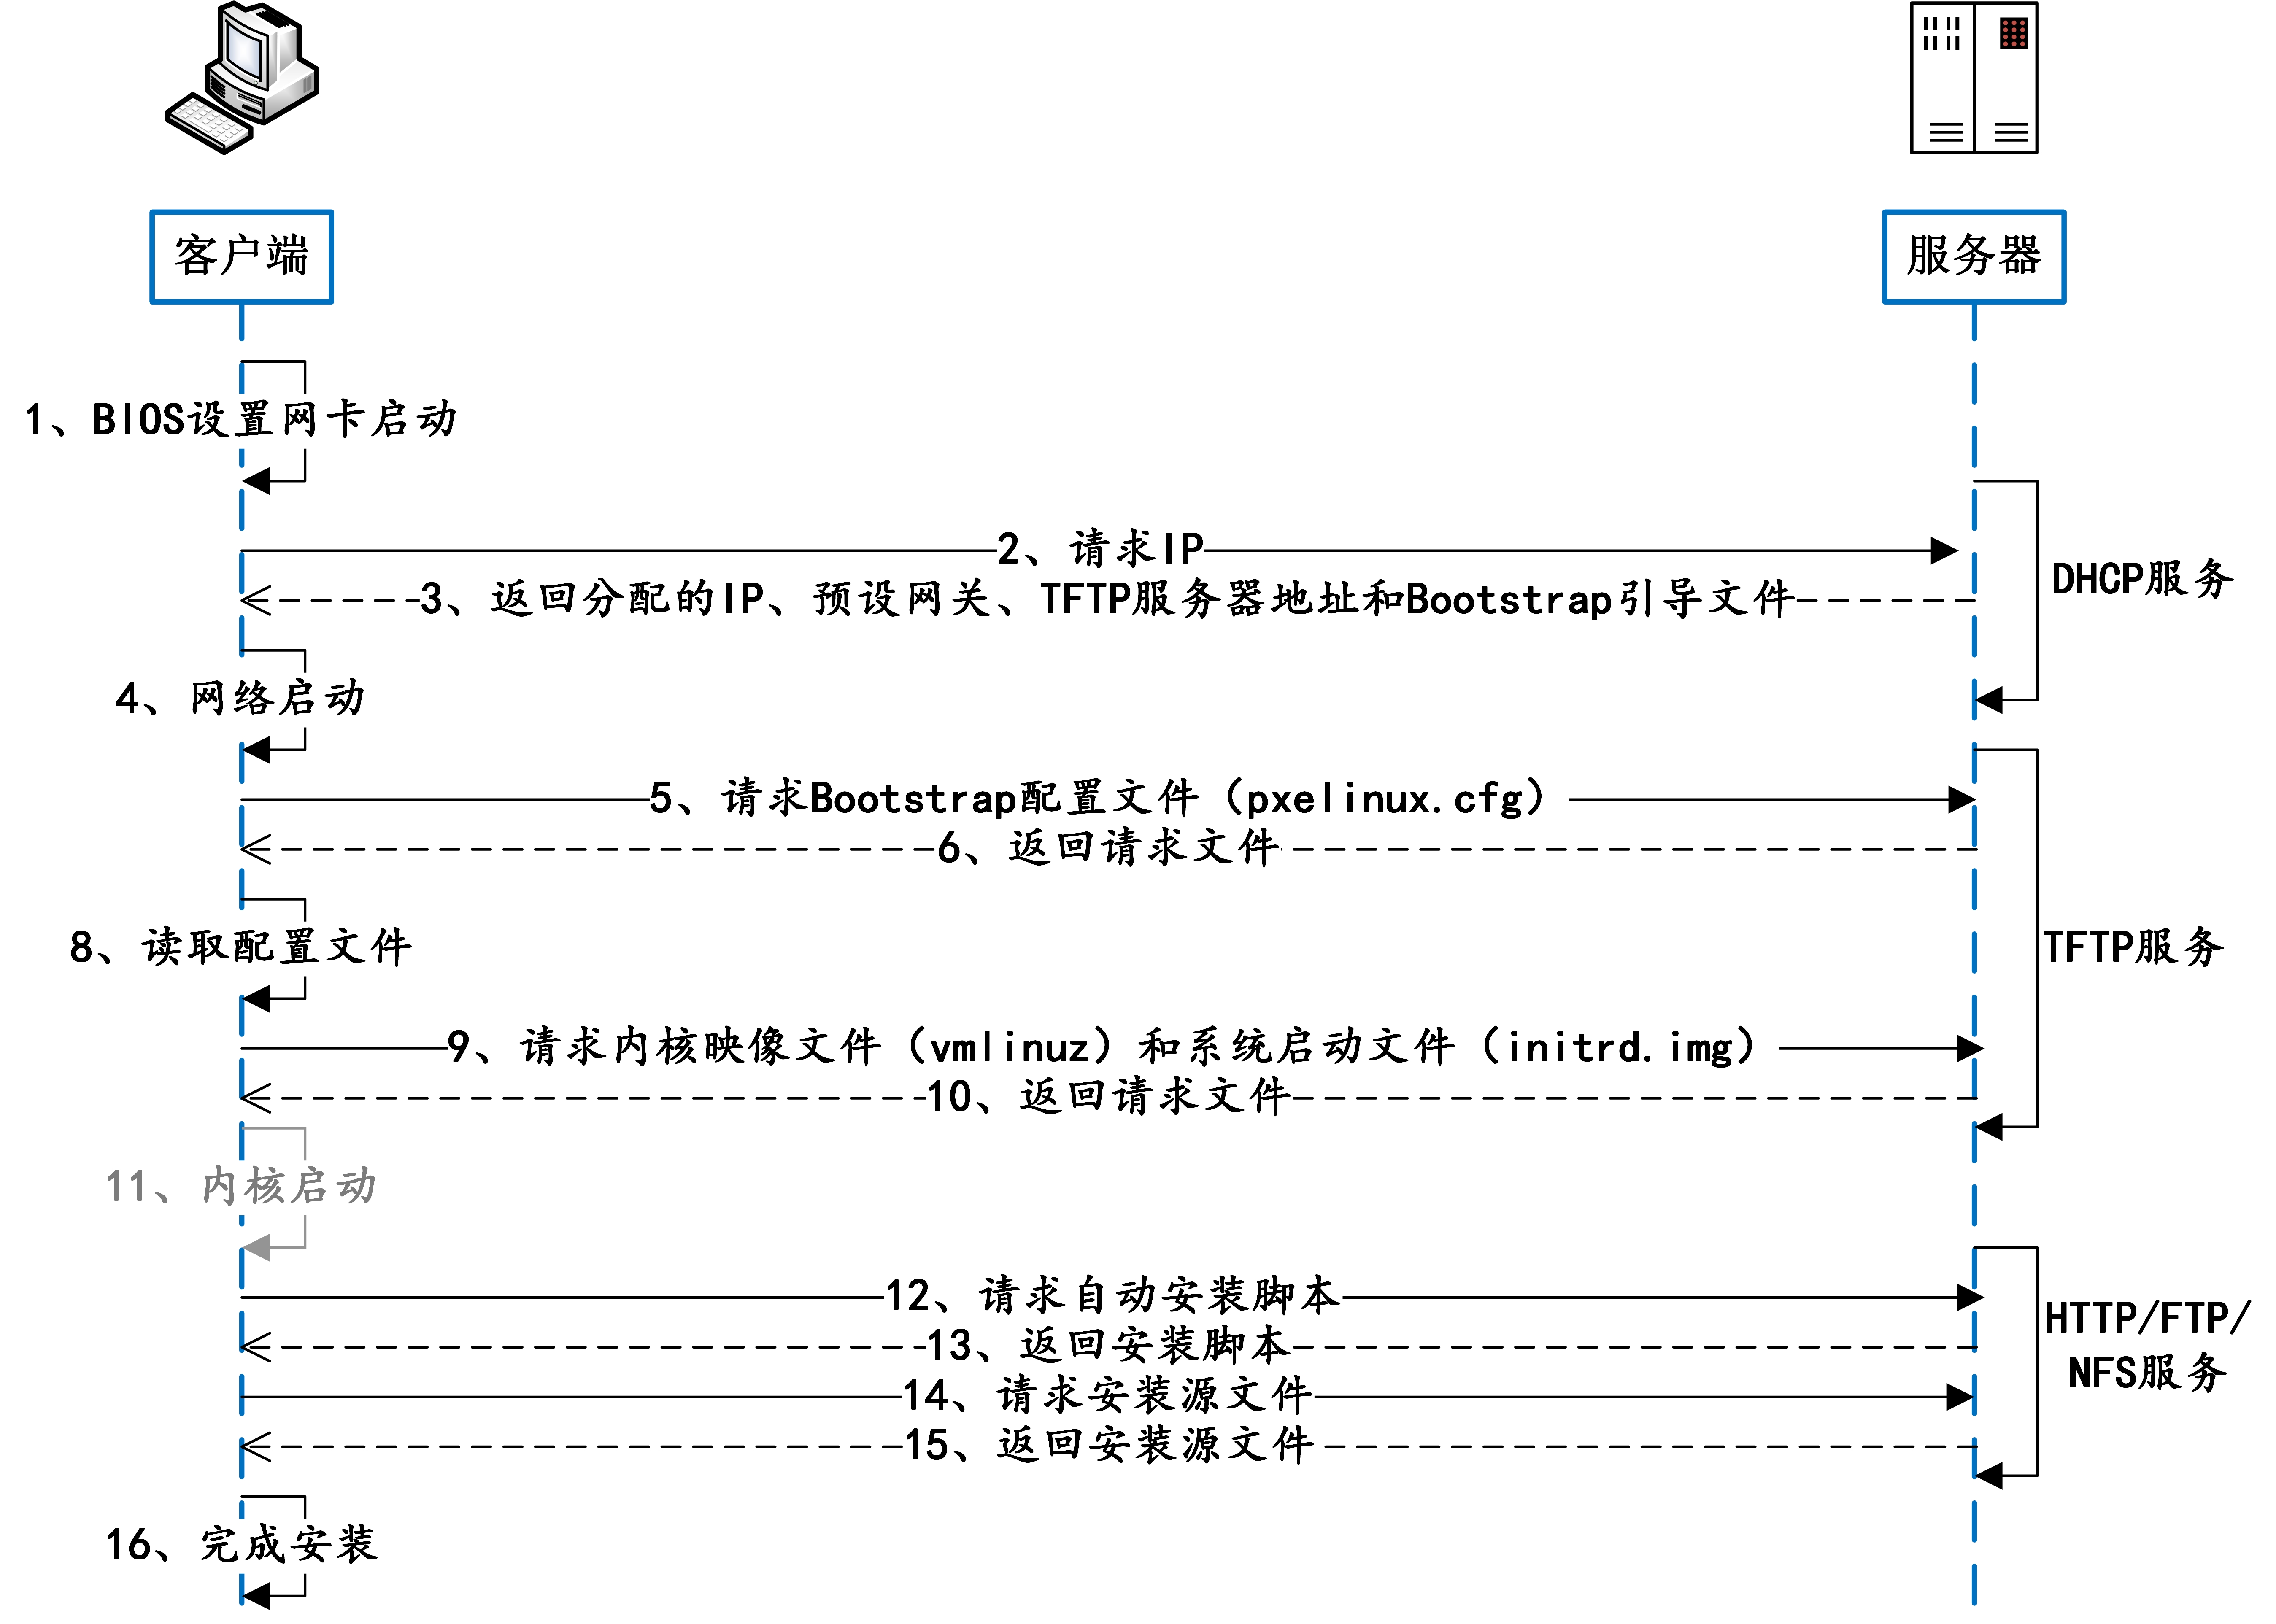 客户端
服务器
1、BIOS设置网卡启动
2、请求IP
3、返回分配的IP、预设网关、TFTP服务器地址和Bootstrap引导文件
DHCP服务
4、网络启动
5、请求Bootstrap配置文件（pxelinux.cfg）
6、返回请求文件
8、读取配置文件
TFTP服务
9、请求内核映像文件（vmlinuz）和系统启动文件（initrd.img）
10、返回请求文件
11、内核启动
12、请求自动安装脚本
13、返回安装脚本
HTTP/FTP/
NFS服务
14、请求安装源文件
15、返回安装源文件
16、完成安装